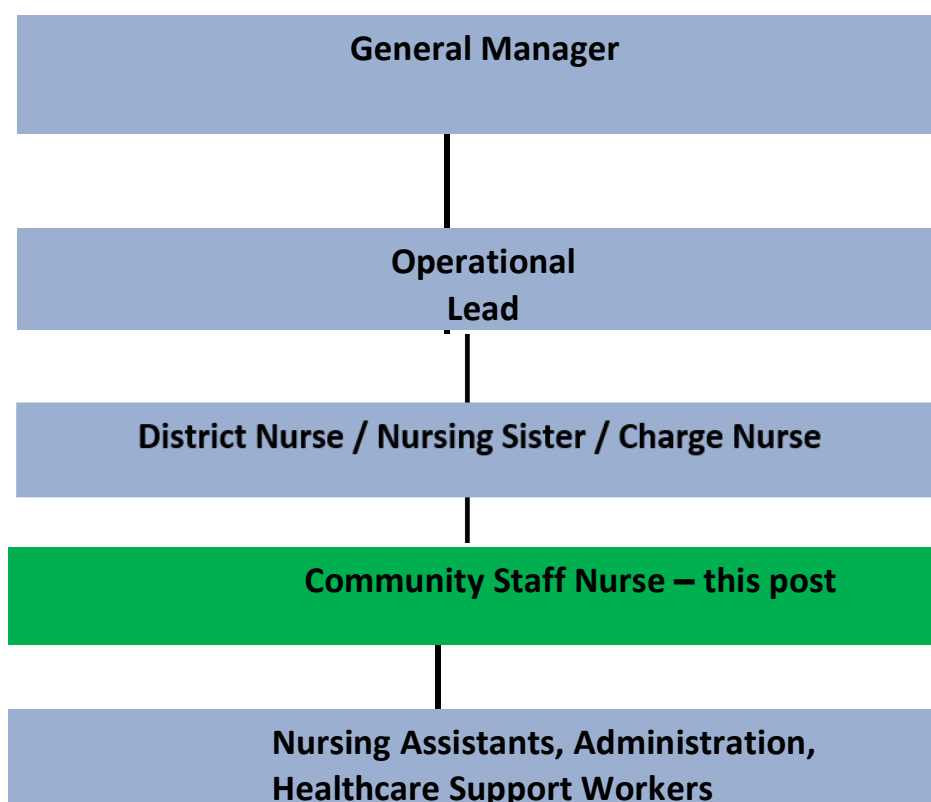 General Manager
Operational
Lead
District Nurse / Nursing Sister / Charge Nurse
Community Staff Nurse – this post
Nursing Assistants, Administration,
Healthcare Support Workers